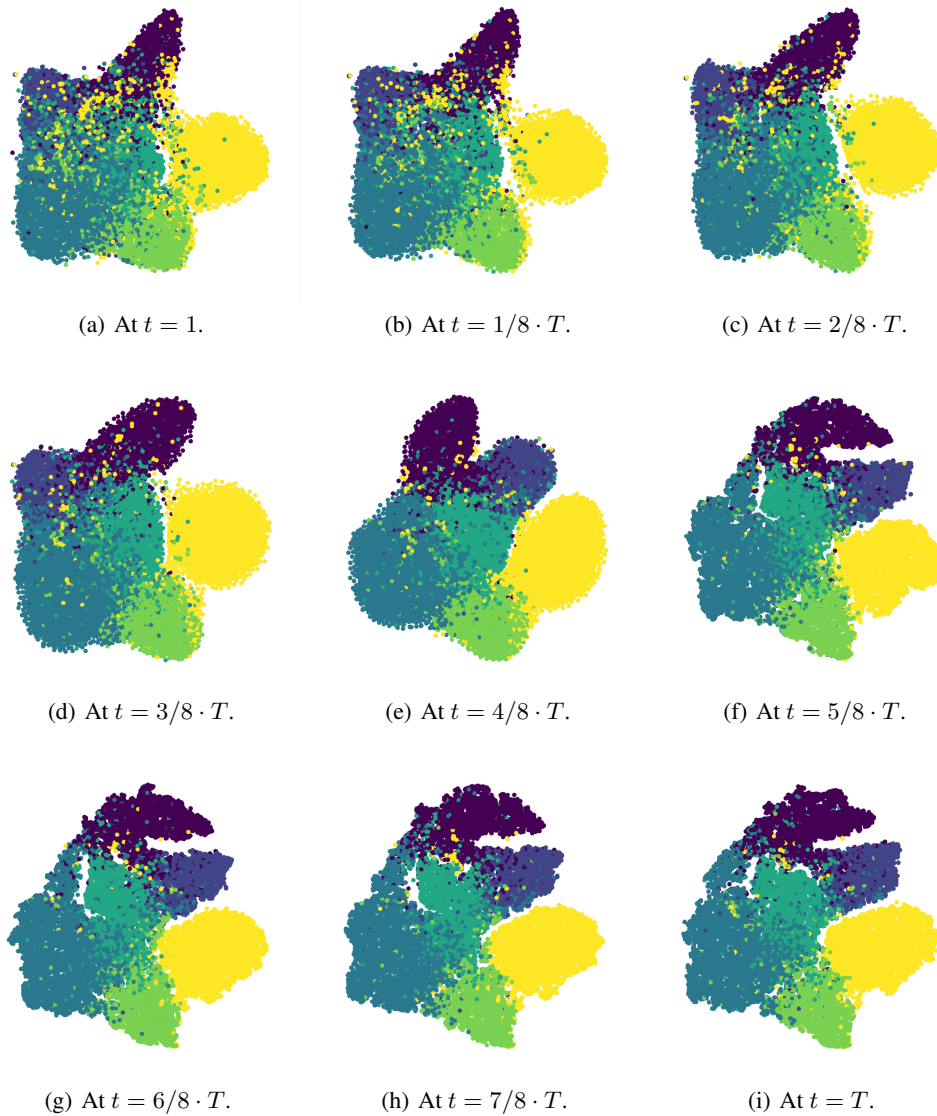 (a) At t = 1.
(b) At t = 1/8 · T.
(c) At t = 2/8 · T.
(d) At t = 3/8 · T.
(e) At t = 4/8 · T.
(f) At t = 5/8 · T.
(g) At t = 6/8 · T.
(h) At t = 7/8 · T.
(i) At t = T.